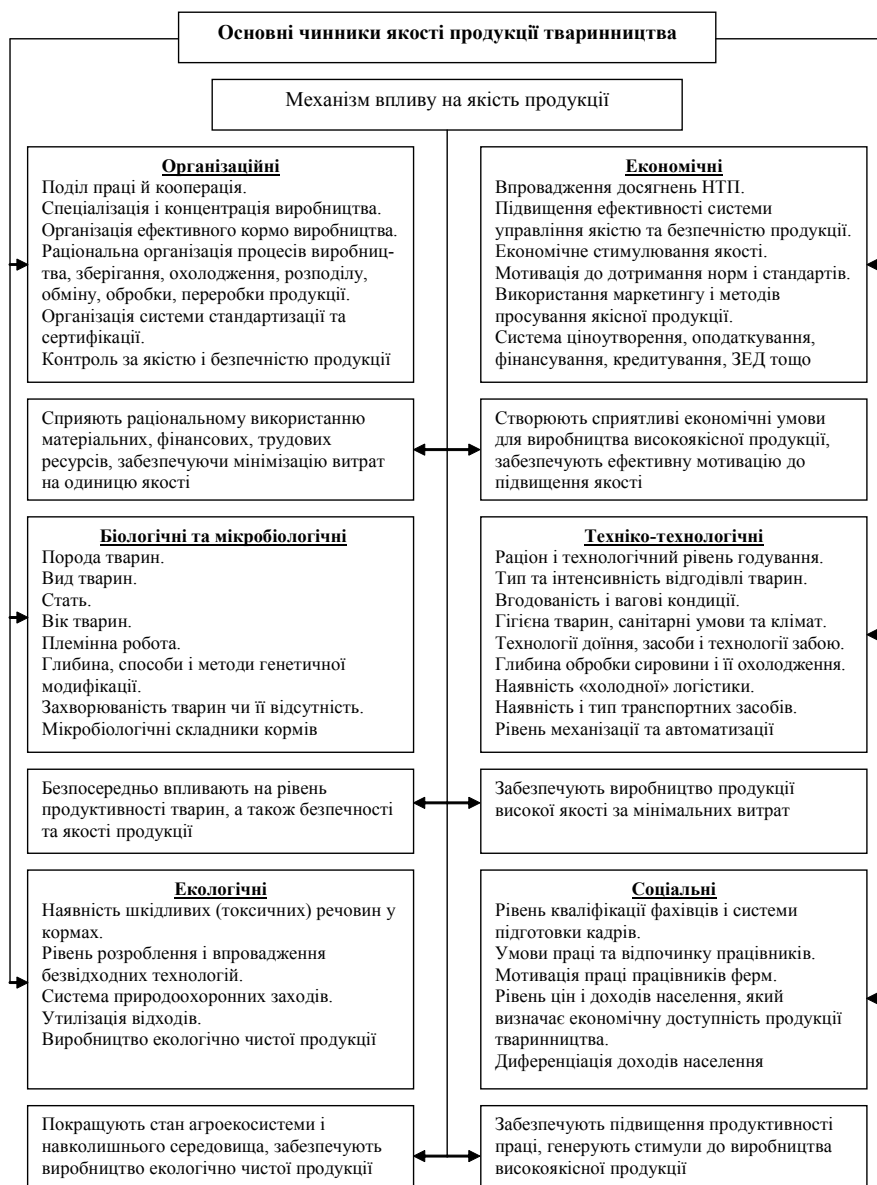 Основні чинники якості продукції тваринництва
Механізм впливу на якість продукції
Організаційні
Поділ праці й кооперація.
Спеціалізація і концентрація виробництва.
Організація ефективного кормо виробництва.
Раціональна організація процесів виробниц-
тва, зберігання, охолодження, розподілу,
обміну, обробки, переробки продукції.
Організація системи стандартизації та
сертифікації.
Контроль за якістю і безпечністю продукції
Економічні
Впровадження досягнень НТП.
Підвищення ефективності системи
управління якістю та безпечністю продукції.
Економічне стимулювання якості.
Мотивація до дотримання норм і стандартів.
Використання маркетингу і методів
просування якісної продукції.
Система ціноутворення, оподаткування,
фінансування, кредитування, ЗЕД тощо
Сприяють раціональному використанню
матеріальних, фінансових, трудових
ресурсів, забезпечуючи мінімізацію витрат
на одиницю якості
Створюють сприятливі економічні умови
для виробництва високоякісної продукції,
забезпечують ефективну мотивацію до
підвищення якості
Біологічні та мікробіологічні
Порода тварин.
Вид тварин.
Стать.
Вік тварин.
Племінна робота.
Глибина, способи і методи генетичної
модифікації.
Захворюваність тварин чи її відсутність.
Мікробіологічні складники кормів
Техніко-технологічні
Раціон і технологічний рівень годування.
Тип та інтенсивність відгодівлі тварин.
Вгодованість і вагові кондиції.
Гігієна тварин, санітарні умови та клімат.
Технології доїння, засоби і технології забою.
Глибина обробки сировини і її охолодження.
Наявність «холодної» логістики.
Наявність і тип транспортних засобів.
Рівень механізації та автоматизації
Безпосередньо впливають на рівень
продуктивності тварин, а також безпечності
та якості продукції
Забезпечують виробництво продукції
високої якості за мінімальних витрат
Екологічні
Наявність шкідливих (токсичних) речовин у
кормах.
Рівень розроблення і впровадження
безвідходних технологій.
Система природоохоронних заходів.
Утилізація відходів.
Виробництво екологічно чистої продукції
Соціальні
Рівень кваліфікації фахівців і системи
підготовки кадрів.
Умови праці та відпочинку працівників.
Мотивація праці працівників ферм.
Рівень цін і доходів населення, який
визначає економічну доступність продукції
тваринництва.
Диференціація доходів населення
Покращують стан агроекосистеми і
навколишнього середовища, забезпечують
виробництво екологічно чистої продукції
Забезпечують підвищення продуктивності
праці, генерують стимули до виробництва
високоякісної продукції